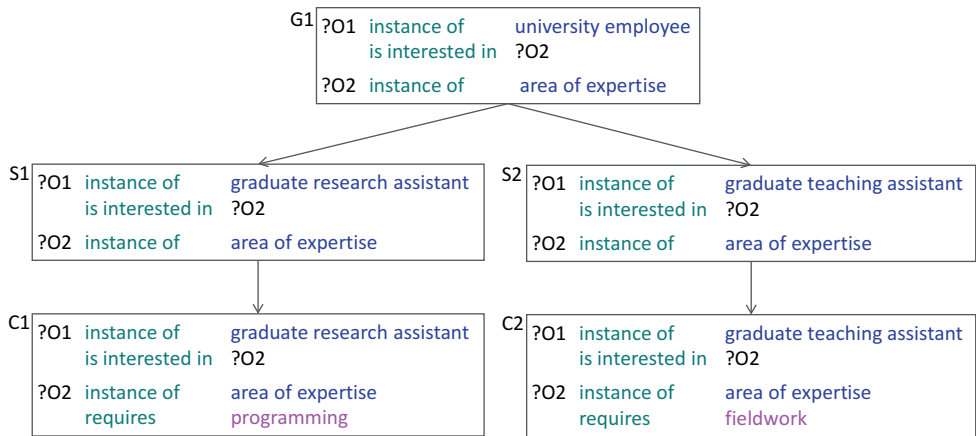 G1
?O1 instance of university employee
is interested in ?O2
?O2 instance of area of expertise
S1
?O1 instance of graduate research assistant
is interested in ?O2
?O2 instance of area of expertise
S2
?O1 instance of graduate teaching assistant
is interested in ?O2
?O2 instance of area of expertise
C1
?O1 instance of graduate research assistant
is interested in ?O2
?O2 instance of area of expertise
requires programming
C2
?O1 instance of graduate teaching assistant
is interested in ?O2
?O2 instance of area of expertise
requires fieldwork